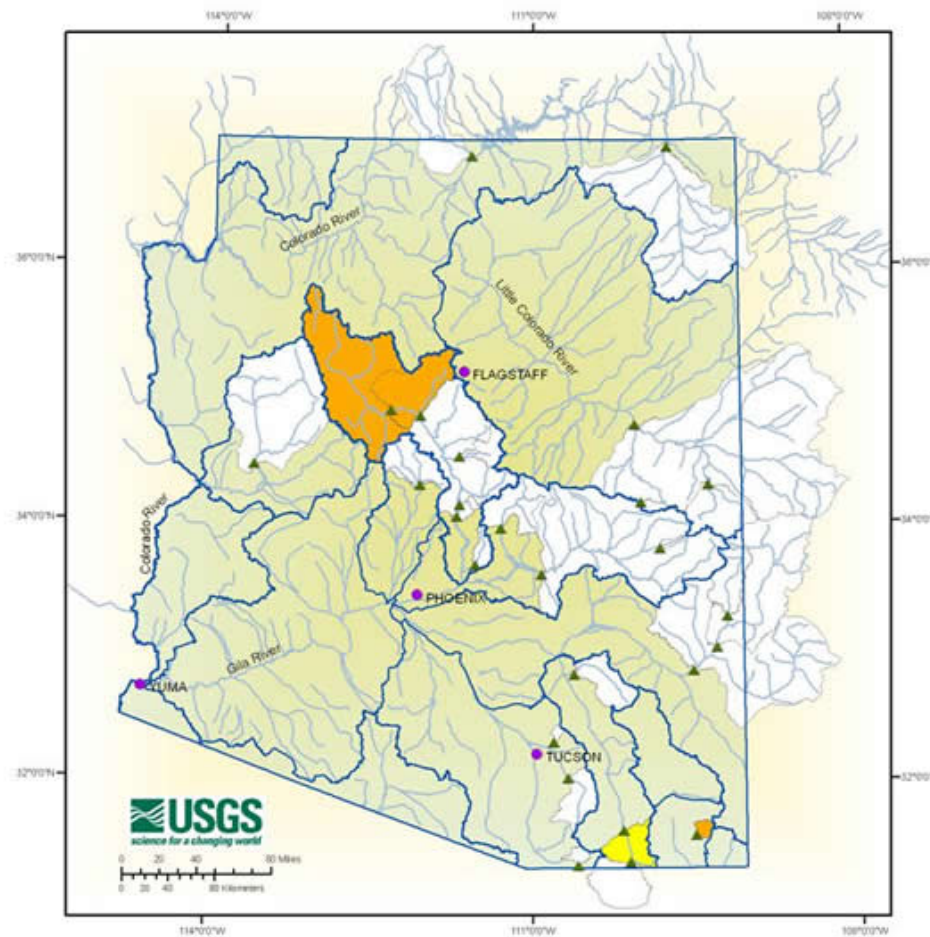 114°0'0"W 111°0'0"W 108°0'0"W
Colorado River
36°0'0"N 36°0'0"
Little Colorado River
FLAGSTAFF
34°0'0"N 34°0'0"
Colorado River
PHOENIX
Gila River
YUMA
TUCSON
32°0'0"N 32°0'0"
USGS
science for a changing world
0 20 40 80 Miles
0 20 40 80 Kilometers
114°0'0"W 111°0'0"W 108°0'0"W